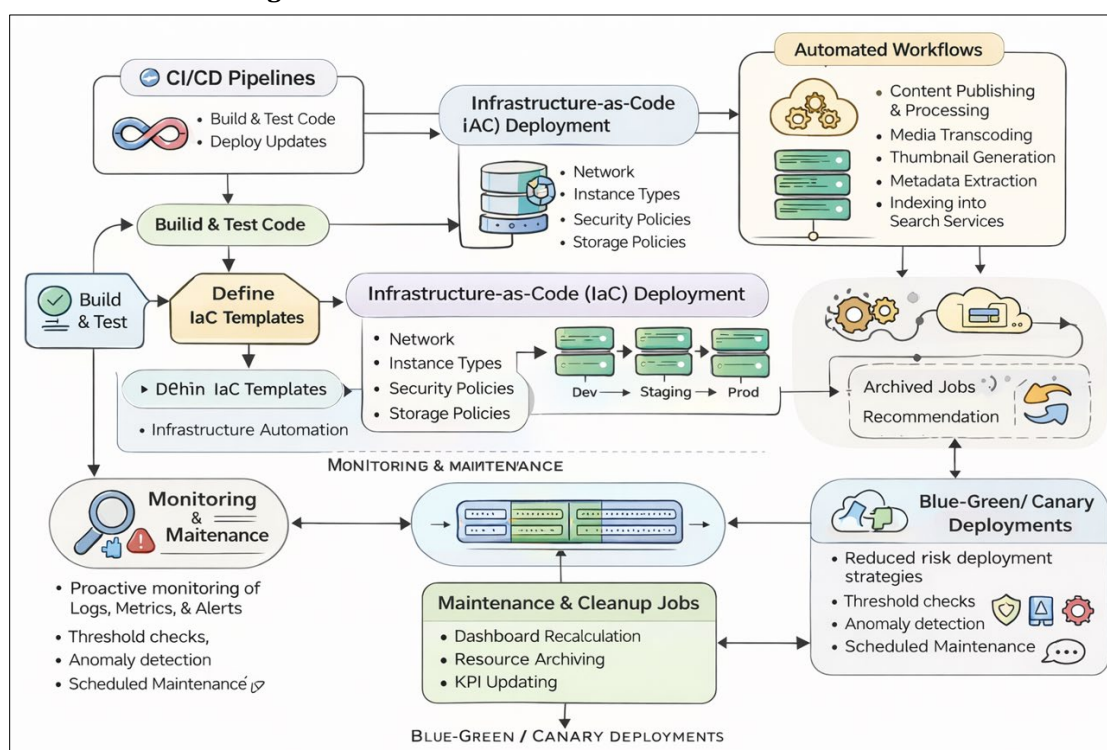 CI/CD Pipelines
• Build & Test Code
• Deploy Updates
Infrastructure-as-Code
iAC) Deployment
• Network
• Instance Types
• Security Policies
• Storage Policies
Automated Workflows
• Content Publishing
& Processing
• Media Transcoding
• Thumbnail Generation
• Metadata Extraction
• Indexing into
Search Services
Builid & Test Code
Build
& Test
Define
IaC Templates
Infrastructure-as-Code (IaC) Deployment
• Network
• Instance Types
• Security Policies
• Storage Policies
Dev
Staging
Prod
IaC Templates
• Infrastructure Automation
Archived Jobs
Recommendation
MONITORING & MAINTENANCE
Monitoring
&
Maitenance
• Proactive monitoring of
Logs, Metrics, & Alerts
• Threshold checks,
• Anomaly detection
• Scheduled Maintenance
Maintenance & Cleanup Jobs
• Dashboard Recalculation
• Resource Archiving
• KPI Updating
Blue-Green/ Canary
Deployments
• Reduced risk deployment
strategies
• Threshold checks
• Anomaly detection
• Scheduled Maintenance
BLUE-GREEN / CANARY DEPLOYMENTS